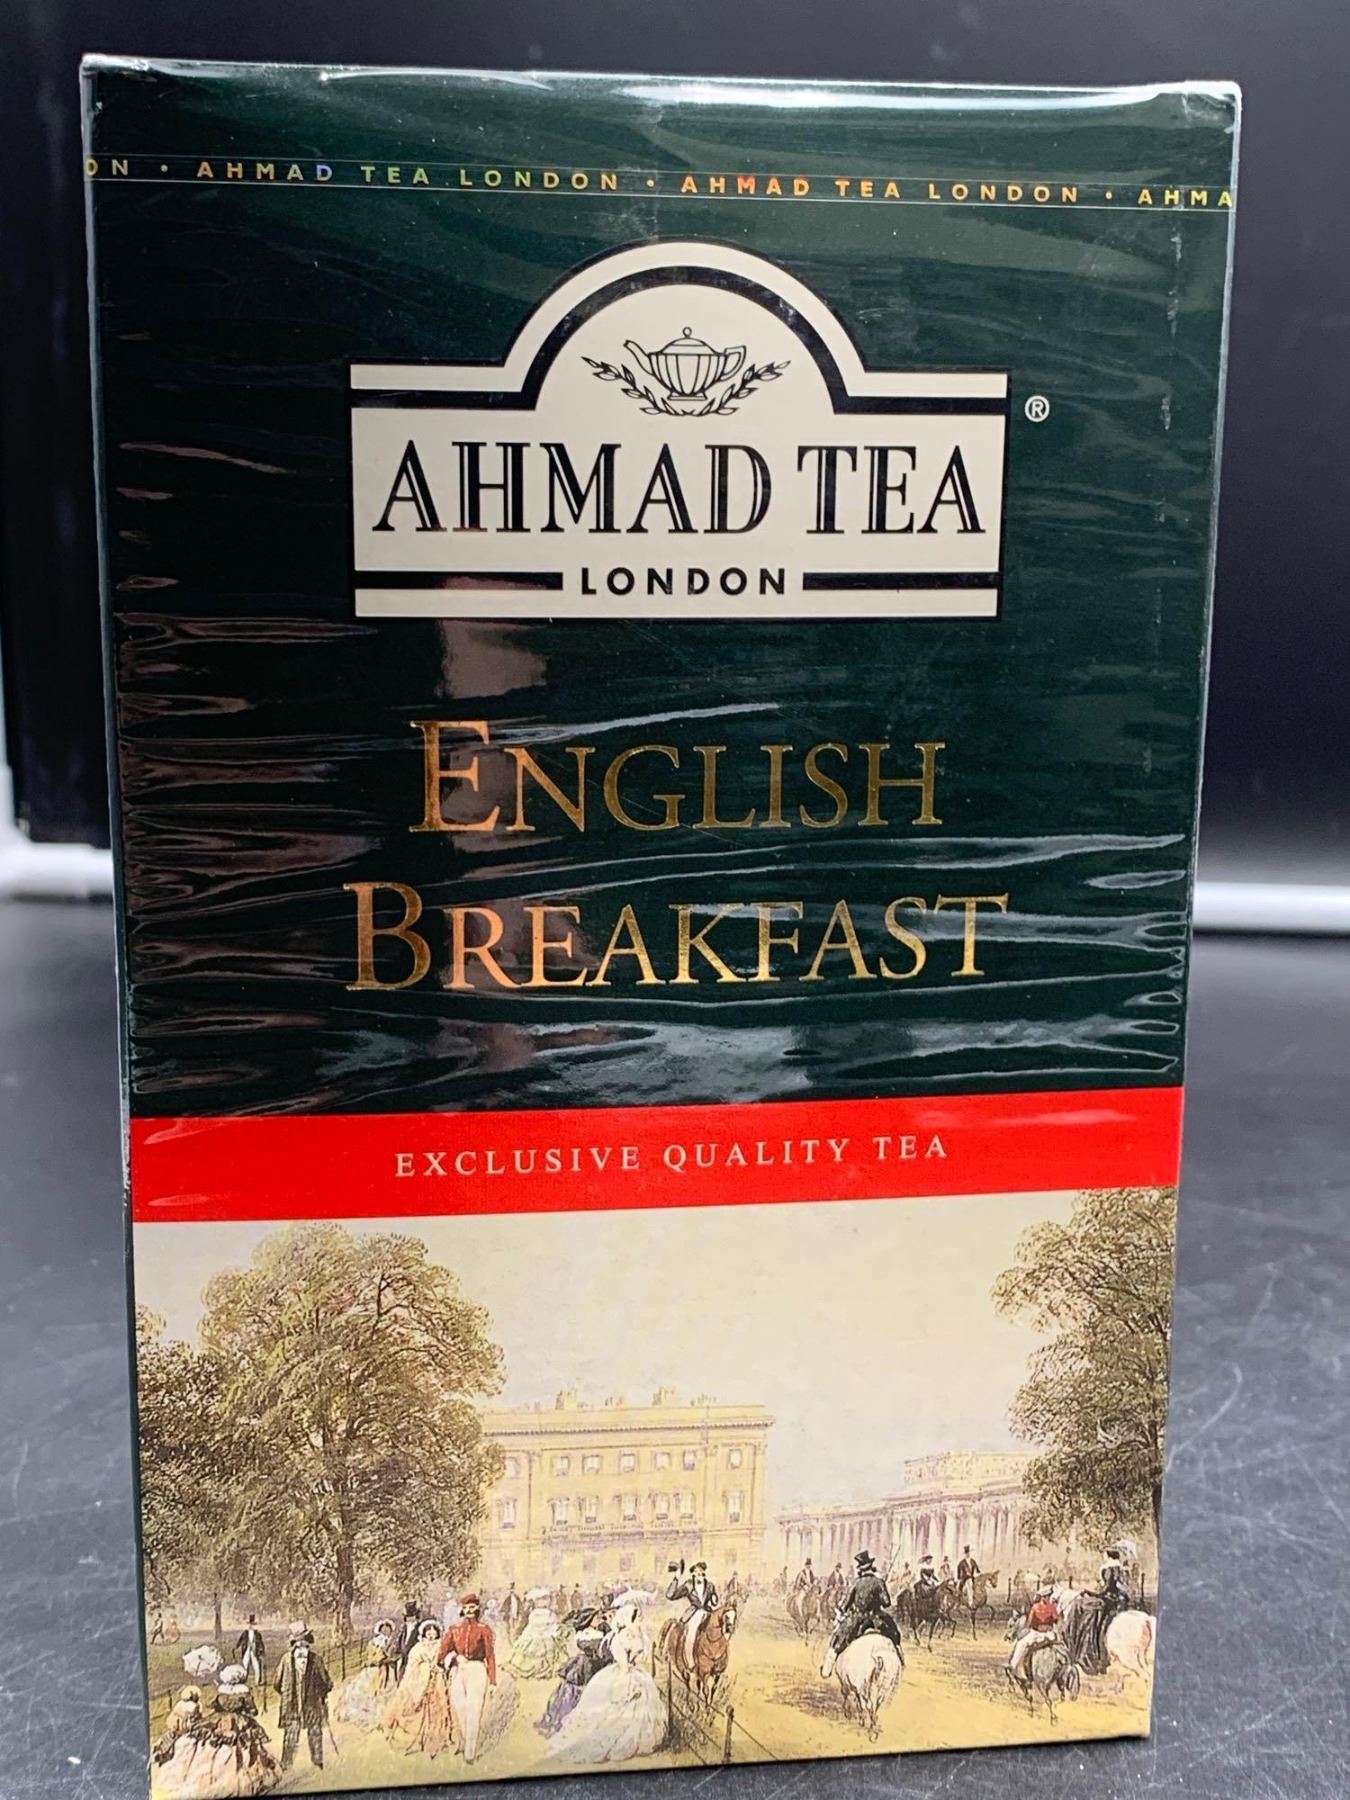 ON • AHMAD TEA LONDON • AHMAD TEA LONDON • AHMA
AHMAD TEA ®
LONDON
ENGLISH
BREAKFAST
EXCLUSIVE QUALITY TEA